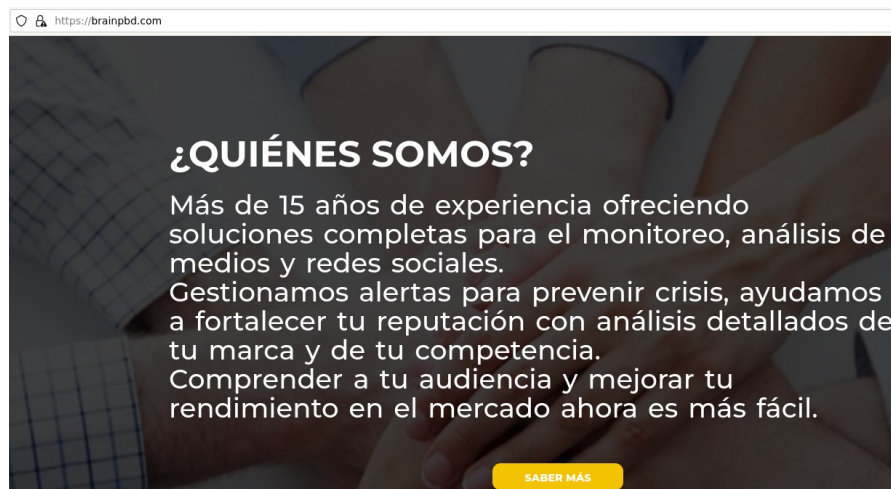 https://brainpbd.com
¿QUIÉNES SOMOS?
Más de 15 años de experiencia ofreciendo
soluciones completas para el monitoreo, análisis de
medios y redes sociales.
Gestionamos alertas para prevenir crisis, ayudamos
a fortalecer tu reputación con análisis detallados de
tu marca y de tu competencia.
Comprender a tu audiencia y mejorar tu
rendimiento en el mercado ahora es más fácil.
SABER MÁS